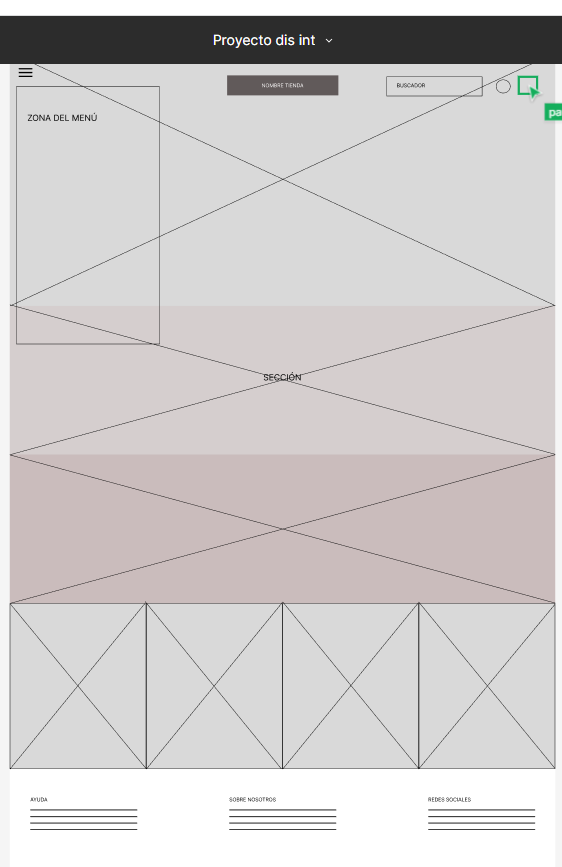 Proyecto dis int
NOMBRE TIENDA
BUSCADOR
pa
ZONA DEL MENÚ
SECCIÓN
AYUDA
SOBRE NOSOTROS
REDES SOCIALES